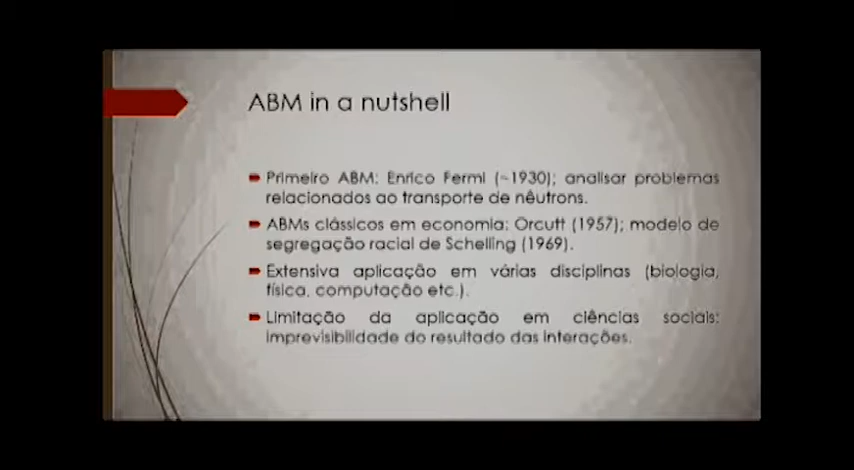 ABM in a nutshell
Primeiro ABM: Enrico Fermi (~1930); analisar problemas
relacionados ao transporte de nêutrons.
ABMs clássicos em economia: Orcutt (1957); modelo de
segregação racial de Schelling (1969).
Extensiva aplicação em várias disciplinas (biologia,
física, computação etc.).
Limitação da aplicação em ciências sociais:
imprevisibilidade do resultado das interações.